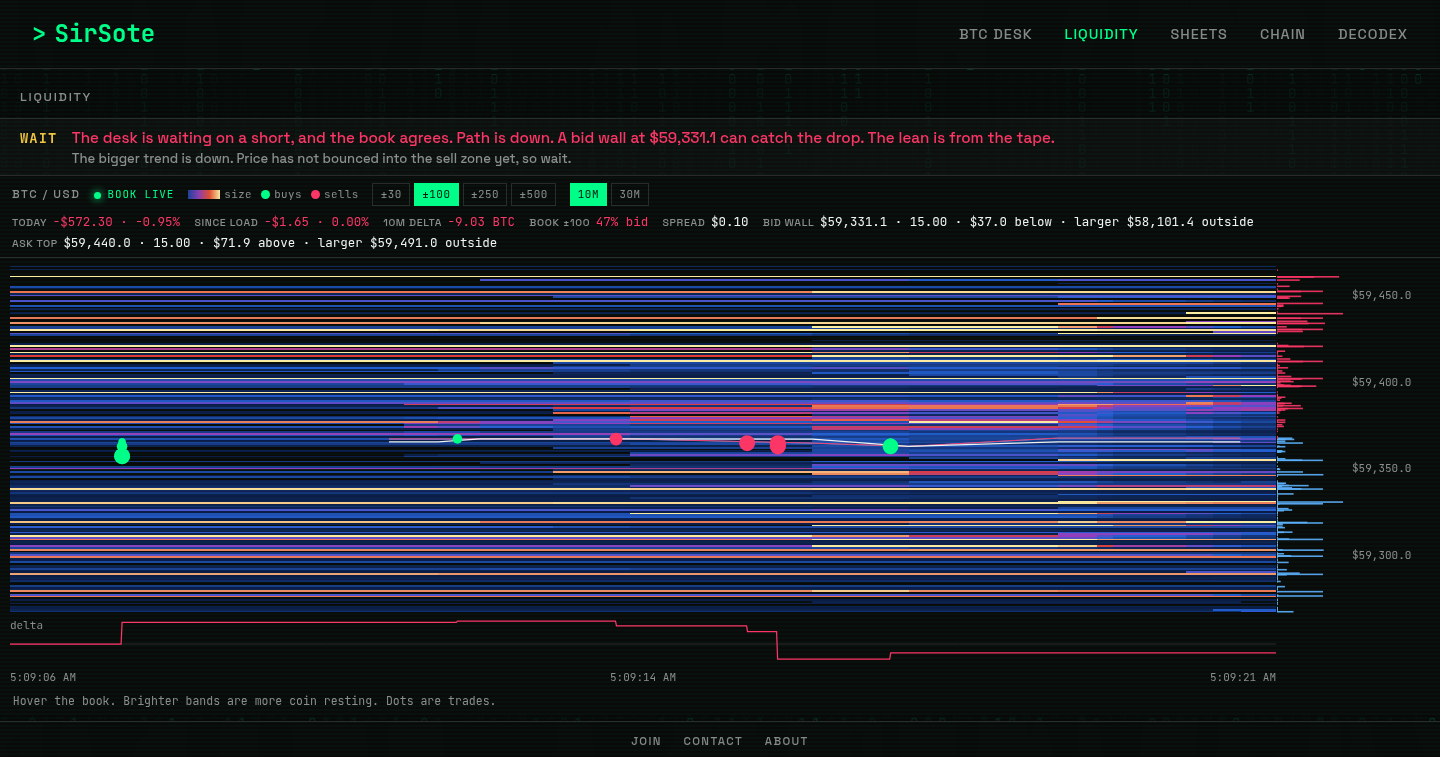 > SirSote
BTC DESK LIQUIDITY SHEETS CHAIN DECODEX
LIQUIDITY
WAIT The desk is waiting on a short, and the book agrees. Path is down. A bid wall at $59,331.1 can catch the drop. The lean is from the tape.
The bigger trend is down. Price has not bounced into the sell zone yet, so wait.
BTC / USD BOOK LIVE size buys sells ±30 ±100 ±250 ±500 10M 30M
TODAY -$572.30 · -0.95% SINCE LOAD -$1.65 · 0.00% 10M DELTA -9.03 BTC BOOK ±100 47% bid SPREAD $0.10 BID WALL $59,331.1 · 15.00 · $37.0 below · larger $58,101.4 outside
ASK TOP $59,440.0 · 15.00 · $71.9 above · larger $59,491.0 outside
$59,450.0
$59,400.0
$59,350.0
$59,300.0
delta
5:09:06 AM 5:09:14 AM 5:09:21 AM
Hover the book. Brighter bands are more coin resting. Dots are trades.
JOIN CONTACT ABOUT